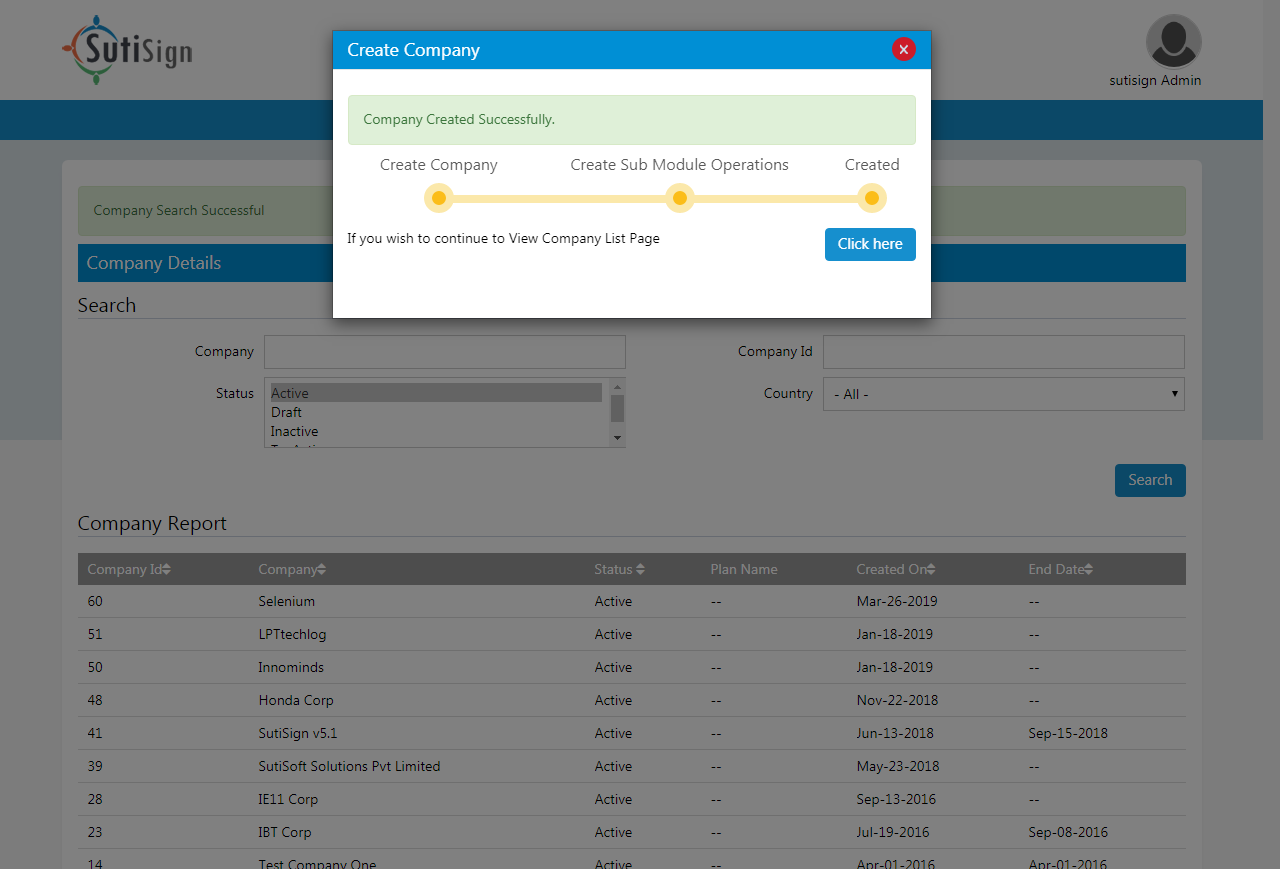 SutiSign
sutisign Admin
Create Company
Company Created Successfully.
Create Company Create Sub Module Operations Created
If you wish to continue to View Company List Page Click here
Company Search Successful
Company Details
Search
Company Company Id
Status Active Country - All -
Draft
Inactive
Company Report
Search
Company Id Company Status Plan Name Created On End Date
60 Selenium Active -- Mar-26-2019 --
51 LPTtechlog Active -- Jan-18-2019 --
50 Innominds Active -- Jan-18-2019 --
48 Honda Corp Active -- Nov-22-2018 --
41 SutiSign v5.1 Active -- Jun-13-2018 Sep-15-2018
39 SutiSoft Solutions Pvt Limited Active -- May-23-2018 --
28 IE11 Corp Active -- Sep-13-2016 --
23 IBT Corp Active -- Jul-19-2016 Sep-08-2016
14 Test Company One Active -- Apr-01-2016 Apr-01-2016